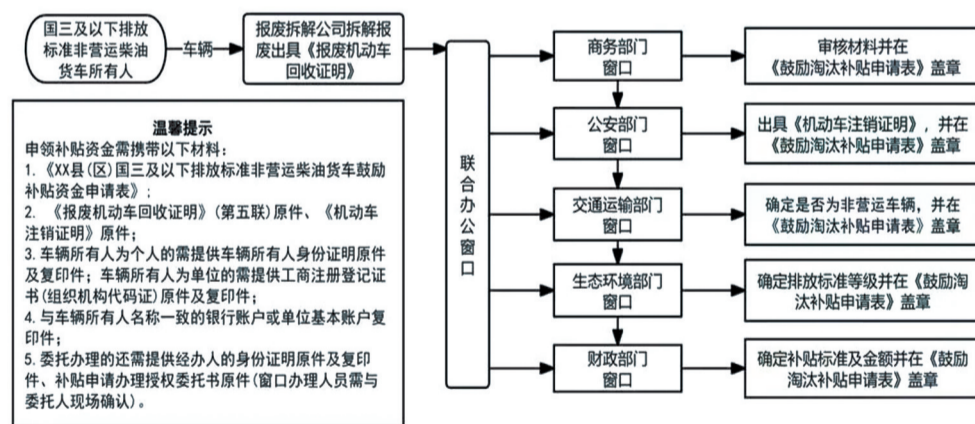 国三及以下排放
标准非营运柴油
货车所有人
车辆
报废拆解公司拆解报
废出具《报废机动车
回收证明》
温馨提示
申领补贴资金需携带以下材料：
1.《XX县(区)国三及以下排放标准非营运柴油货车鼓励
补贴资金申请表》；
2. 《报废机动车回收证明》(第五联)原件、《机动车
注销证明》原件；
3.车辆所有人为个人的需提供车辆所有人身份证明原件
及复印件；车辆所有人为单位的需提供工商注册登记证
书(组织机构代码证)原件及复印件；
4.与车辆所有人名称一致的银行账户或单位基本账户复
印件；
5.委托办理的还需提供经办人的身份证明原件及复印
件、补贴申请办理授权委托书原件(窗口办理人员需与
委托人现场确认)。
联合办公窗口
商务部门
窗口
审核材料并在
《鼓励淘汰补贴申请表》盖章
公安部门
窗口
出具《机动车注销证明》，并在
《鼓励淘汰补贴申请表》盖章
交通运输部门
窗口
确定是否为非营运车辆，并在
《鼓励淘汰补贴申请表》盖章
生态环境部门
窗口
确定排放标准等级并在《鼓励淘
汰补贴申请表》盖章
财政部门
窗口
确定补贴标准及金额并在《鼓励
淘汰补贴申请表》盖章